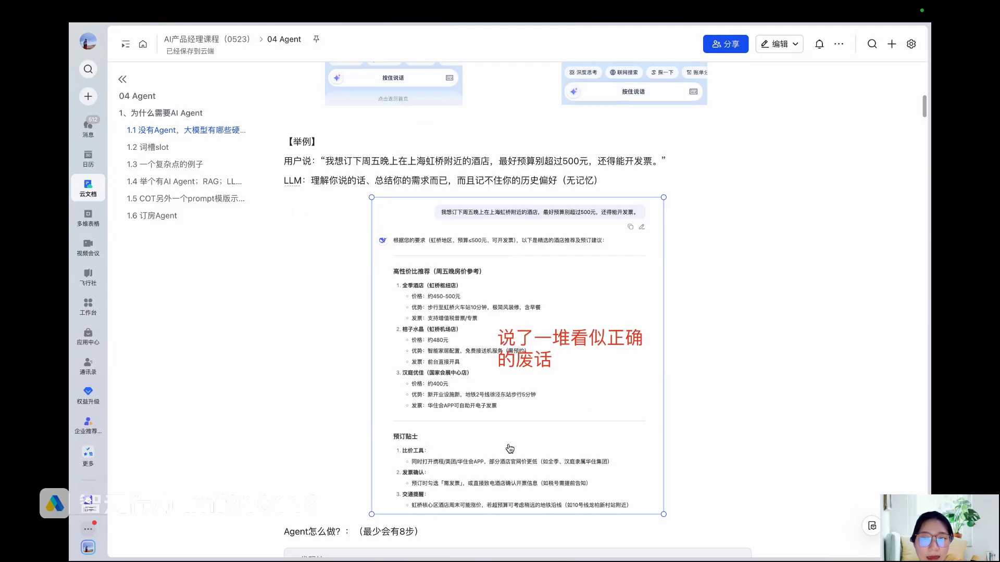 AI产品经理课程（0523） > 04 Agent
已经保存到云端
分享
编辑
512
消息
30
日历
云文档
多维表格
视频会议
飞行社
工作台
应用中心
通讯录
权益升级
企业推荐...
更多
04 Agent
1、为什么需要AI Agent
1.1 没有Agent，大模型有哪些硬...
1.2 词槽slot
1.3 一个复杂点的例子
1.4 举个有AI Agent；RAG；LL...
1.5 COT另外一个prompt模版示...
1.6 订房Agent
按住说话
点击返回首页
深度思考
联网搜索
探一下
账单分
按住说话
【举例】
用户说：“我想订下周五晚上在上海虹桥附近的酒店，最好预算别超过500元，还得能开发票。”
LLM：理解你说的话、总结你的需求而已，而且记不住你的历史偏好（无记忆）
我想订下周五晚上在上海虹桥附近的酒店，最好预算别超过500元，还得能开发票。
根据您的要求（虹桥地区、预算≤500元、可开发票），以下是精选的酒店推荐及预订建议：
高性价比推荐（周五晚房价参考）
1. 全季酒店（虹桥枢纽店）
价格：约450-500元
优势：步行至虹桥火车站10分钟，极简风装修，含早餐
发票：支持增值税普票/专票
2. 桔子水晶（虹桥机场店）
价格：约480元
优势：智能家居配置，免费接送机服务（需预约）
发票：前台直接开具
3. 汉庭优佳（国家会展中心店）
价格：约400元
优势：新开业设施新，地铁2号线徐泾东站步行5分钟
发票：华住会APP可自助开电子发票
说了一堆看似正确
的废话
预订贴士
1. 比价工具：
同时打开携程/美团/华住会APP，部分酒店官网价更低（如全季、汉庭隶属华住集团）
2. 发票确认：
预订时勾选「需发票」，或直接致电酒店确认开票信息（如税号需提前告知）
3. 交通提醒：
虹桥核心区酒店周末可能涨价，若超预算可考虑稍远的地铁沿线（如10号线龙柏新村站附近）
Agent怎么做？：（最少会有8步）